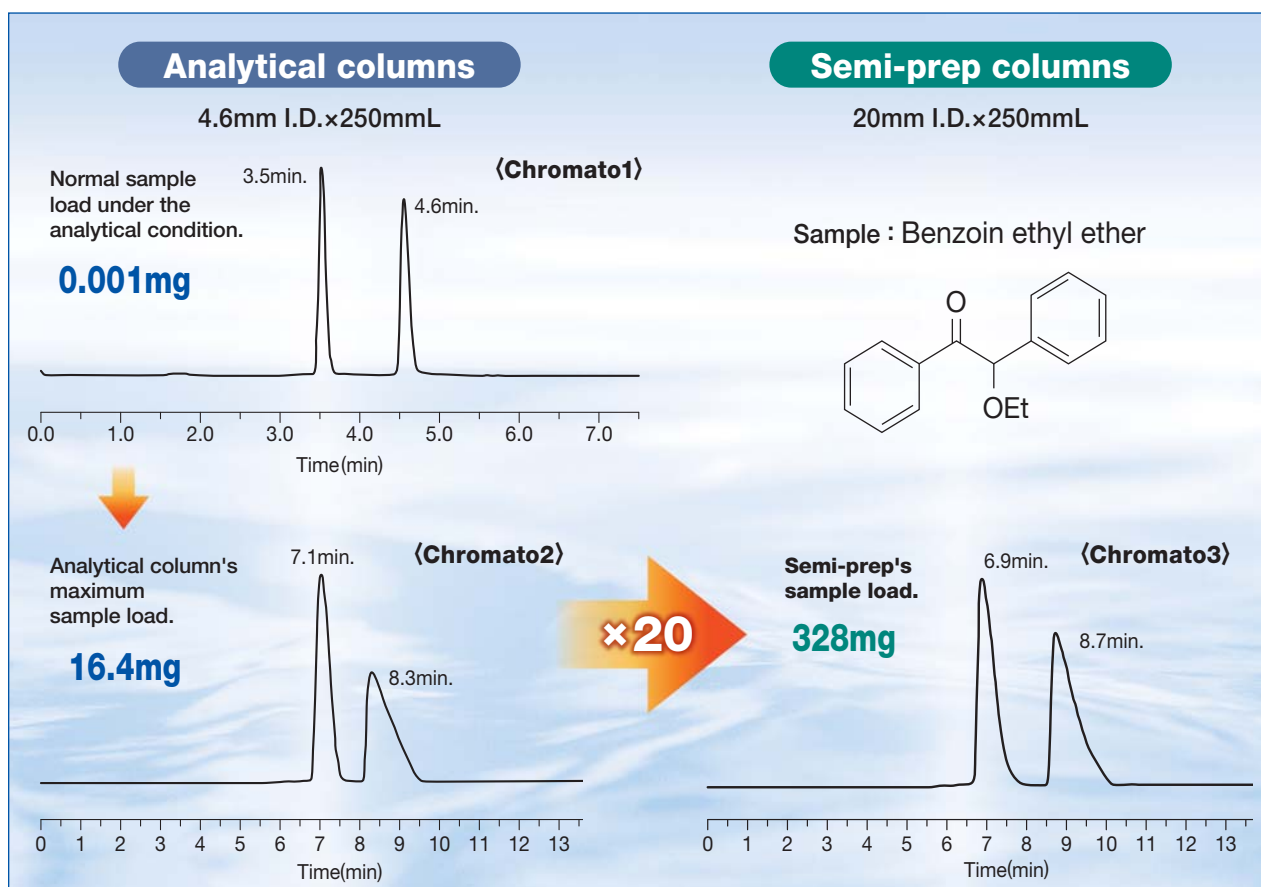 Analytical columns
4.6mm I.D.×250mmL
Normal sample
load under the
analytical condition.
0.001mg
3.5min.
4.6min.
⟨Chromato1⟩
0.0 1.0 2.0 3.0 4.0 5.0 6.0 7.0
Time(min)
Semi-prep columns
20mm I.D.×250mmL
Sample : Benzoin ethyl ether
O
OEt
Analytical column's
maximum
sample load.
16.4mg
7.1min.
8.3min.
⟨Chromato2⟩
0 1 2 3 4 5 6 7 8 9 10 11 12 13
Time(min)
×20
Semi-prep's
sample load.
328mg
6.9min.
8.7min.
⟨Chromato3⟩
0 1 2 3 4 5 6 7 8 9 10 11 12 13
Time(min)